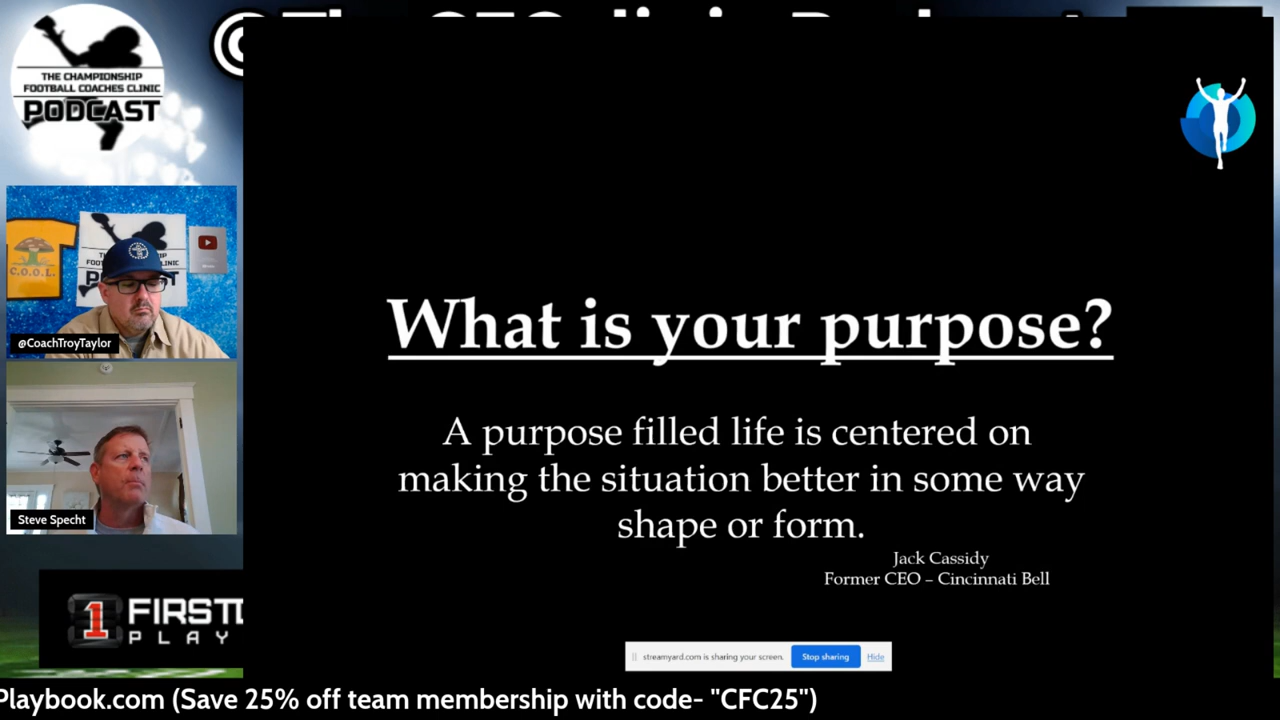 THE CHAMPIONSHIP
FOOTBALL COACHES CLINIC
PODCAST
C.O.O.L.
@CoachTroyTaylor
Steve Specht
1 FIRST
PLAY
What is your purpose?
A purpose filled life is centered on
making the situation better in some way
shape or form.
Jack Cassidy
Former CEO – Cincinnati Bell
streamyard.com is sharing your screen.
Stop sharing
Hide
Playbook.com (Save 25% off team membership with code- "CFC25")